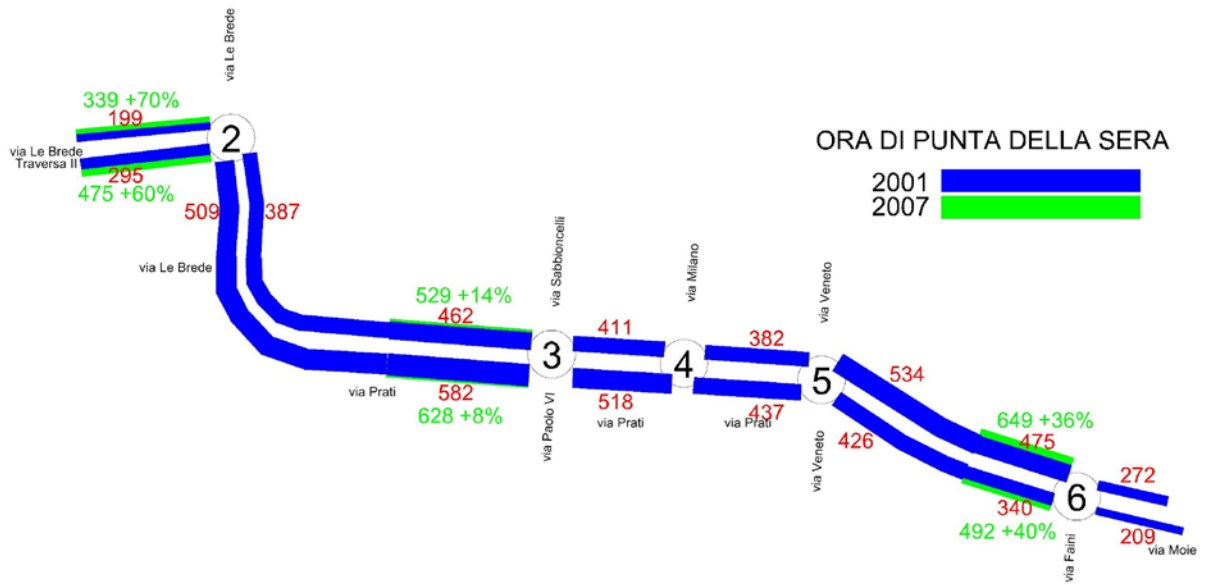 via Le Brede
339 +70%
199
2
via Le Brede
Traversa II
295
475 +60%
509
387
via Le Brede
ORA DI PUNTA DELLA SERA
2001
2007
via Sabbioncelli
via Milano
via Veneto
529 +14%
462
411
382
3
4
5
534
via Prati
582
628 +8%
via Paolo VI
518
via Prati
437
via Prati
via Veneto
426
649 +36%
475
272
6
340
492 +40%
209
via Moie
via Faini